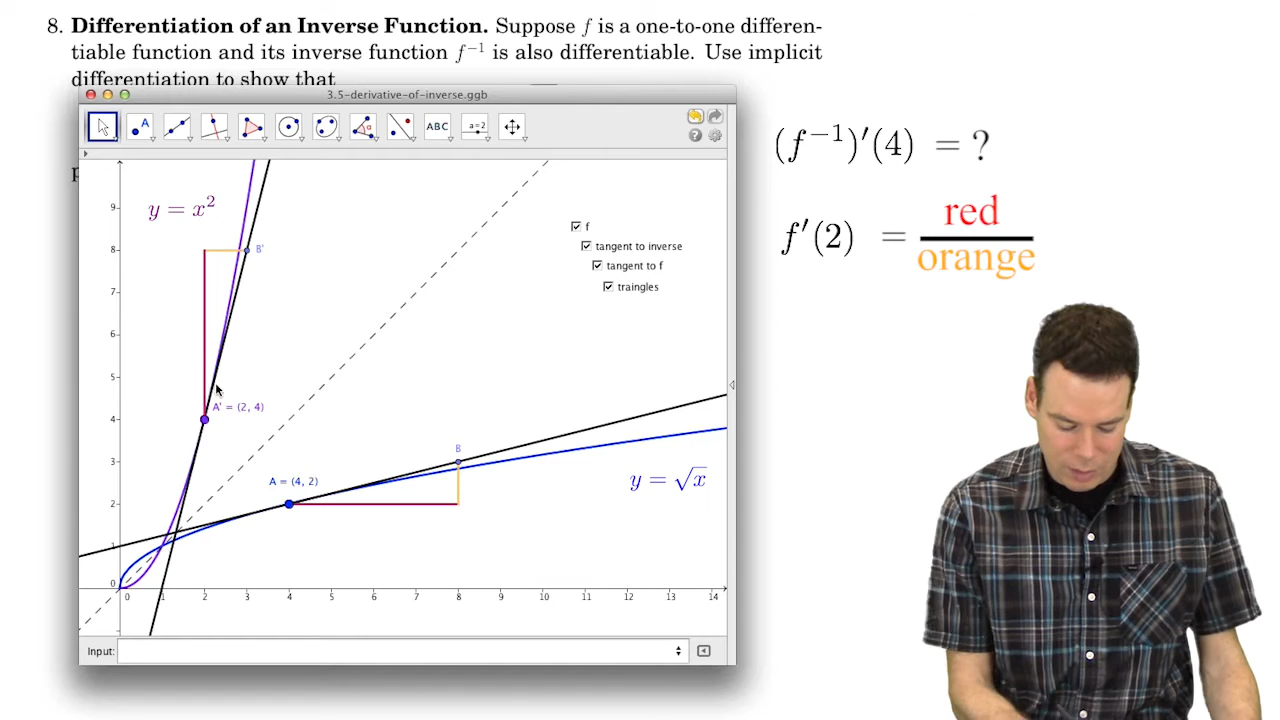 8. Differentiation of an Inverse Function. Suppose f is a one-to-one differen-
tiable function and its inverse function f⁻¹ is also differentiable. Use implicit
differentiation to show that
3.5-derivative-of-inverse.ggb
A
ABC
a=2
(f⁻¹)′(4) = ?
f′(2) = red
orange
y = x²
f
tangent to inverse
tangent to f
traingles
B'
A' = (2, 4)
B
A = (4, 2)
y = √x
9
8
7
6
5
4
3
2
1
0
0 1 2 3 4 5 6 7 8 9 10 11 12 13 14
Input: